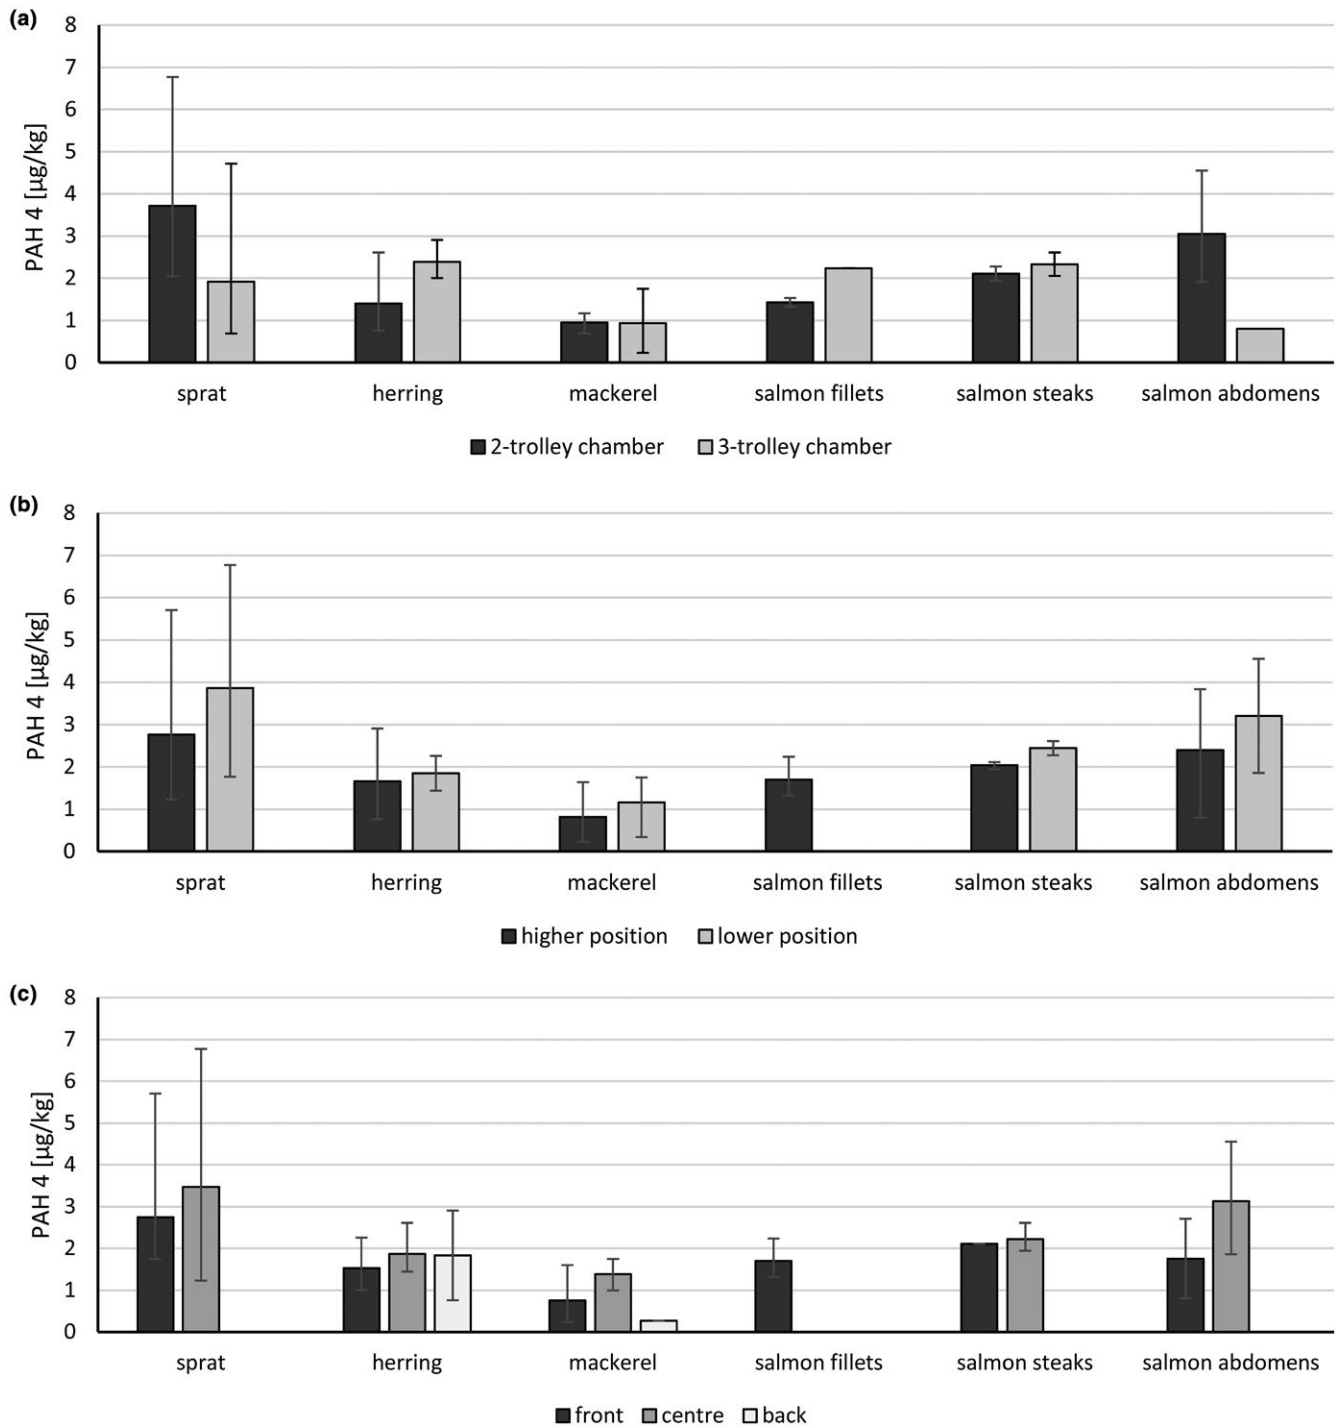 (a)
8
7
6
5
4
3
2
1
0
PAH 4 [µg/kg]
sprat herring mackerel salmon fillets salmon steaks salmon abdomens
2-trolley chamber 3-trolley chamber
(b)
8
7
6
5
4
3
2
1
0
PAH 4 [µg/kg]
sprat herring mackerel salmon fillets salmon steaks salmon abdomens
higher position lower position
(c)
8
7
6
5
4
3
2
1
0
PAH 4 [µg/kg]
sprat herring mackerel salmon fillets salmon steaks salmon abdomens
front centre back